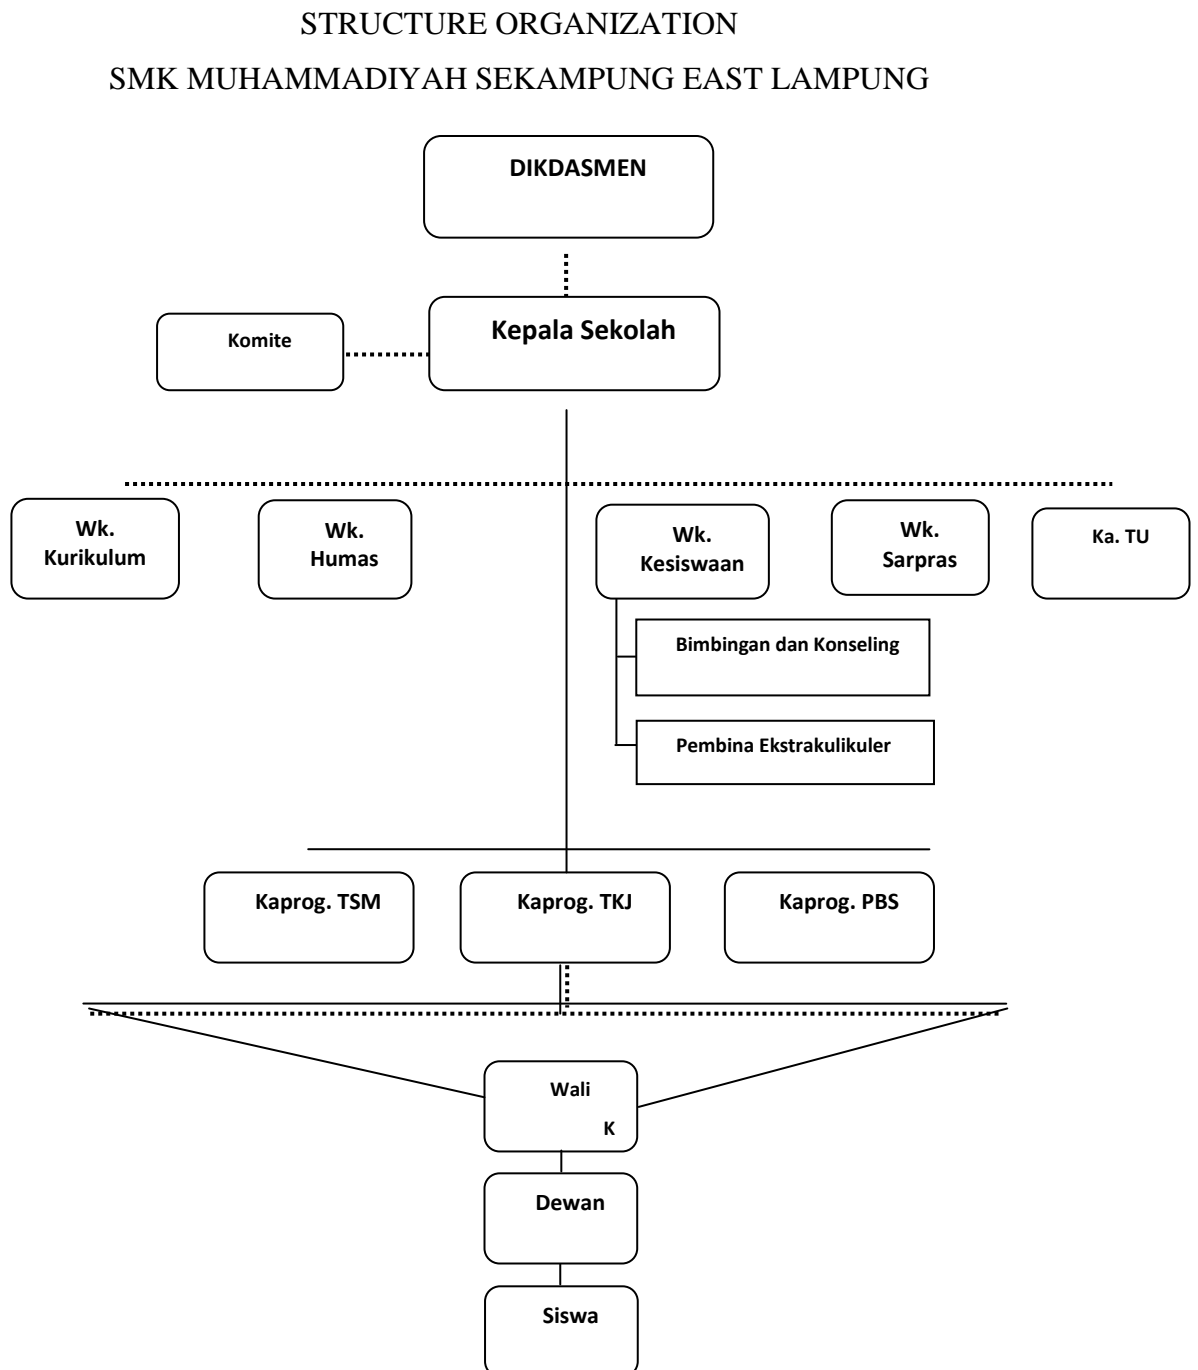 STRUCTURE ORGANIZATION
SMK MUHAMMADIYAH SEKAMPUNG EAST LAMPUNG
DIKDASMEN
Kepala Sekolah
Komite
Wk.
Kurikulum
Wk.
Humas
Wk.
Kesiswaan
Wk.
Sarpras
Ka. TU
Bimbingan dan Konseling
Pembina Ekstrakulikuler
Kaprog. TSM
Kaprog. TKJ
Kaprog. PBS
Wali
K
Dewan
Siswa